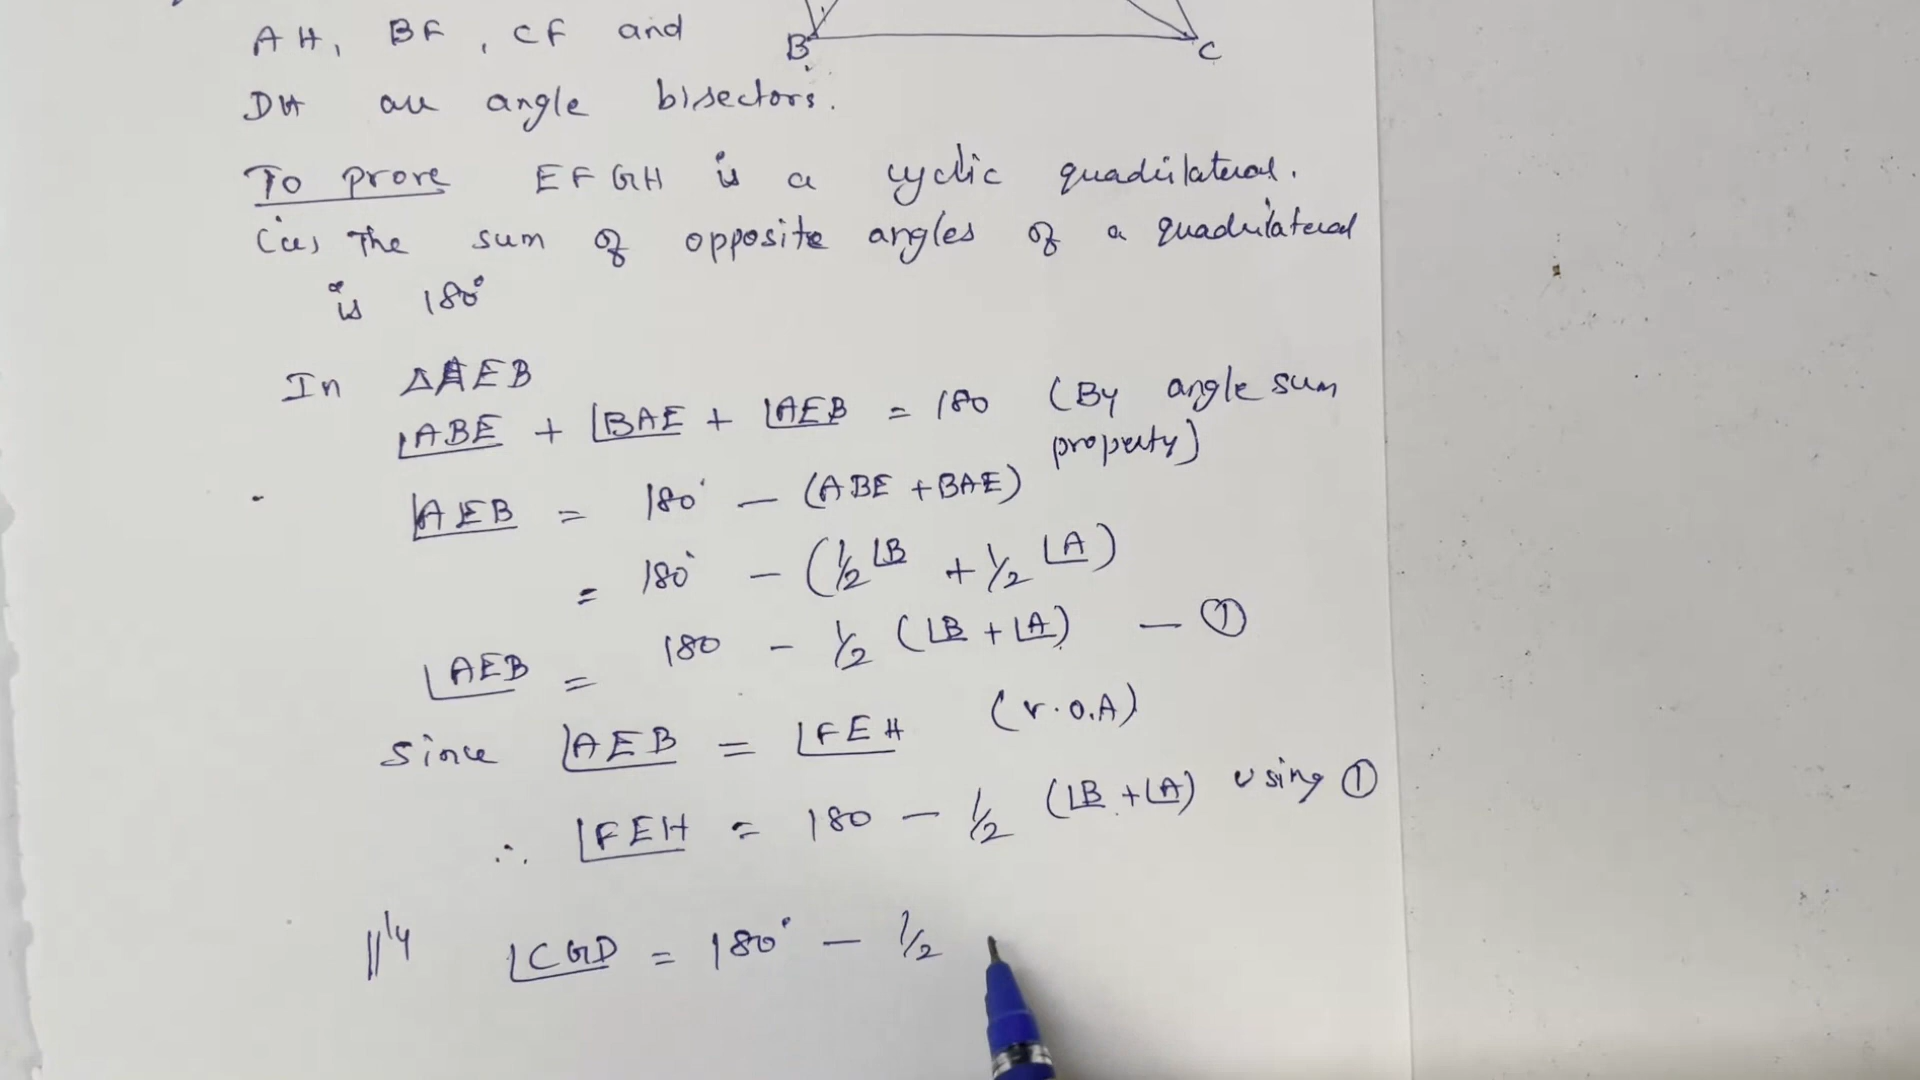 AH, BF, CF and
B C
DH are angle bisectors.
To prove EFGH is a cyclic quadrilateral.
(ie) The sum of opposite angles of a quadrilateral
is 180°
In ∆AEB
∠ABE + ∠BAE + ∠AEB = 180 (By angle sum
property)
∠AEB = 180° - (ABE + BAE)
= 180° - (1/2 ∠B + 1/2 ∠A)
∠AEB = 180 - 1/2 (∠B + ∠A) - ①
Since ∠AEB = ∠FEH (v.o.A)
∴ ∠FEH = 180 - 1/2 (∠B + ∠A) using ①
||ly ∠CGD = 180° - 1/2